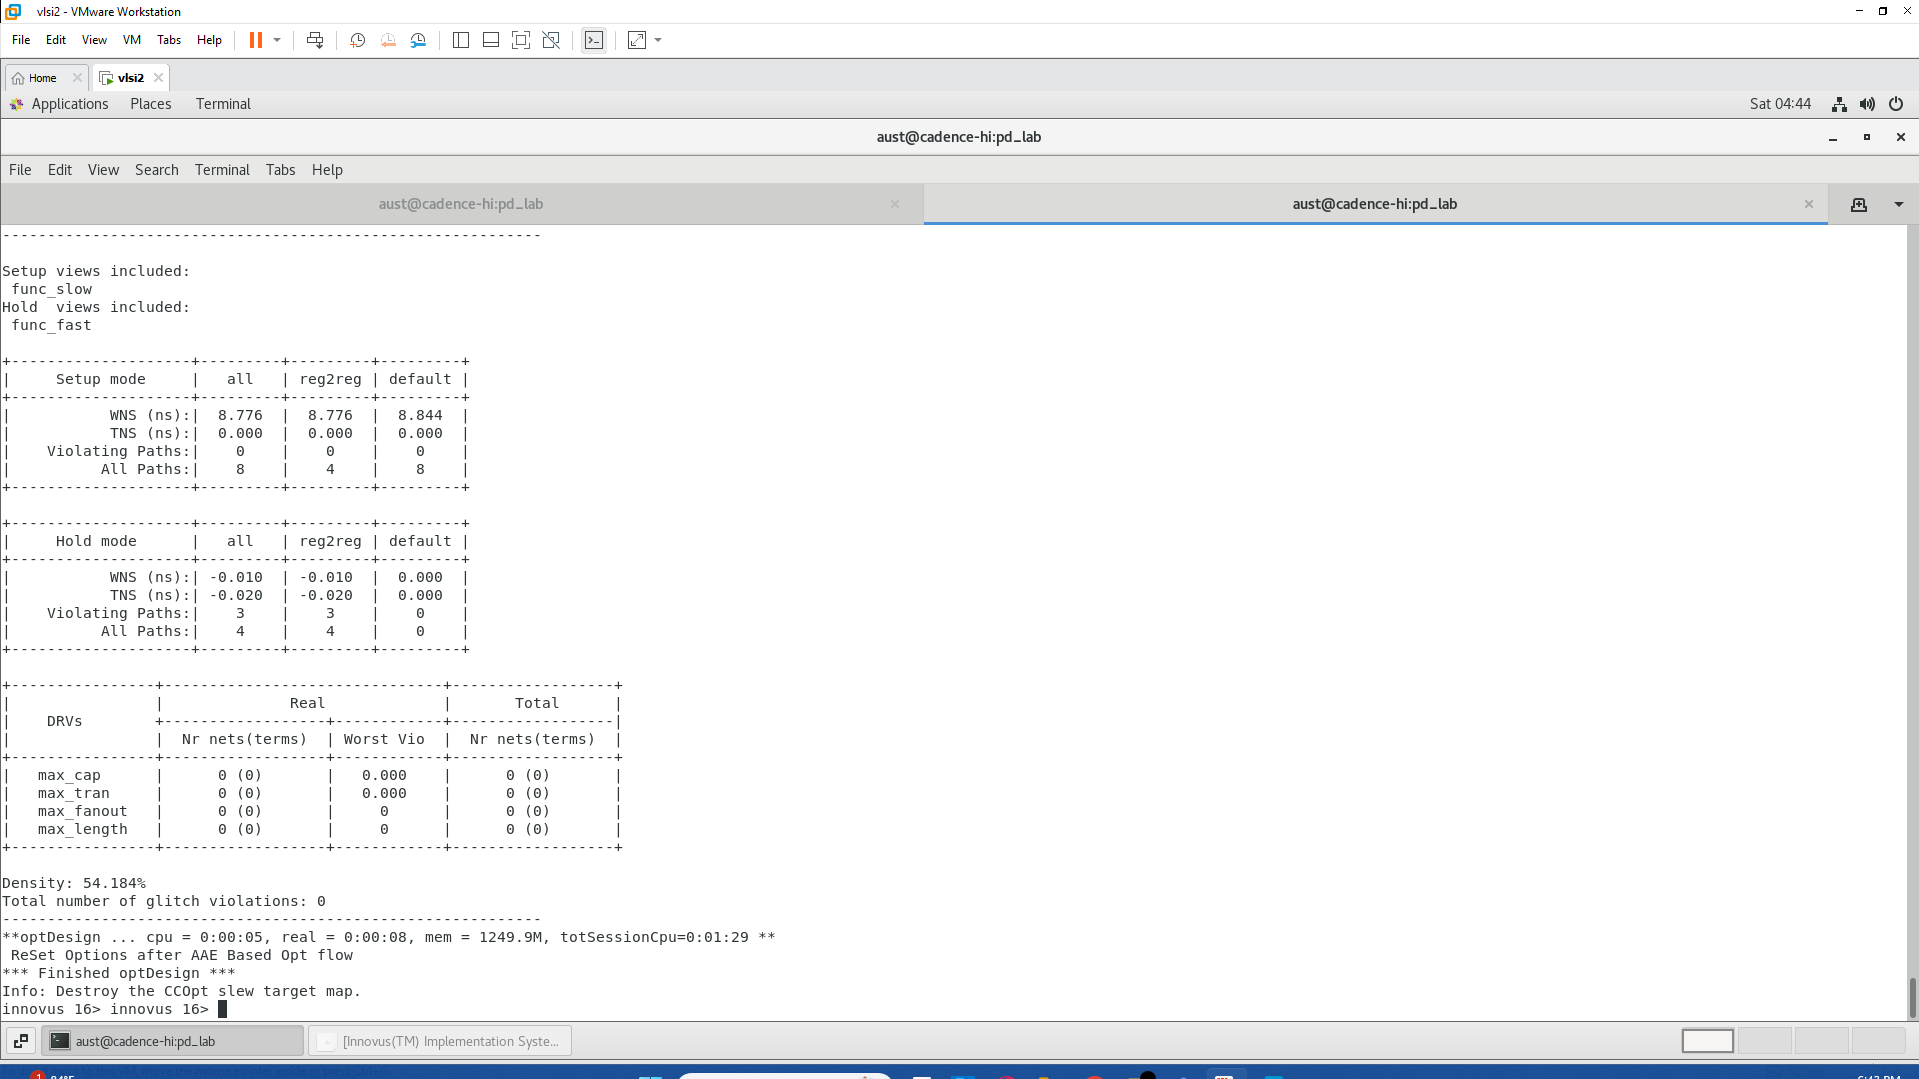 vlsi2 - VMware Workstation
File Edit View VM Tabs Help
Home vlsi2
Applications Places Terminal Sat 04:44
aust@cadence-hi:pd_lab
File Edit View Search Terminal Tabs Help
aust@cadence-hi:pd_lab aust@cadence-hi:pd_lab
------------------------------------------------------------
Setup views included:
 func_slow
Hold  views included:
 func_fast
+--------------------+---------+---------+---------+
|     Setup mode     |   all   | reg2reg | default |
+--------------------+---------+---------+---------+
|           WNS (ns):|  8.776  |  8.776  |  8.844  |
|           TNS (ns):|  0.000  |  0.000  |  0.000  |
|    Violating Paths:|    0    |    0    |    0    |
|          All Paths:|    8    |    4    |    8    |
+--------------------+---------+---------+---------+
+--------------------+---------+---------+---------+
|     Hold mode      |   all   | reg2reg | default |
+--------------------+---------+---------+---------+
|           WNS (ns):| -0.010  | -0.010  |  0.000  |
|           TNS (ns):| -0.020  | -0.020  |  0.000  |
|    Violating Paths:|    3    |    3    |    0    |
|          All Paths:|    4    |    4    |    0    |
+--------------------+---------+---------+---------+
+----------------+-------------------------------+------------------+
|                |              Real             |       Total      |
|    DRVs        +------------------+------------+------------------|
|                |  Nr nets(terms)  | Worst Vio  |  Nr nets(terms)  |
+----------------+------------------+------------+------------------+
|   max_cap      |      0 (0)       |   0.000    |      0 (0)       |
|   max_tran     |      0 (0)       |   0.000    |      0 (0)       |
|   max_fanout   |      0 (0)       |     0      |      0 (0)       |
|   max_length   |      0 (0)       |     0      |      0 (0)       |
+----------------+------------------+------------+------------------+
Density: 54.184%
Total number of glitch violations: 0
------------------------------------------------------------
**optDesign ... cpu = 0:00:05, real = 0:00:08, mem = 1249.9M, totSessionCpu=0:01:29 **
 ReSet Options after AAE Based Opt flow
*** Finished optDesign ***
Info: Destroy the CCOpt slew target map.
innovus 16> innovus 16>
aust@cadence-hi:pd_lab [Innovus(TM) Implementation Syste...